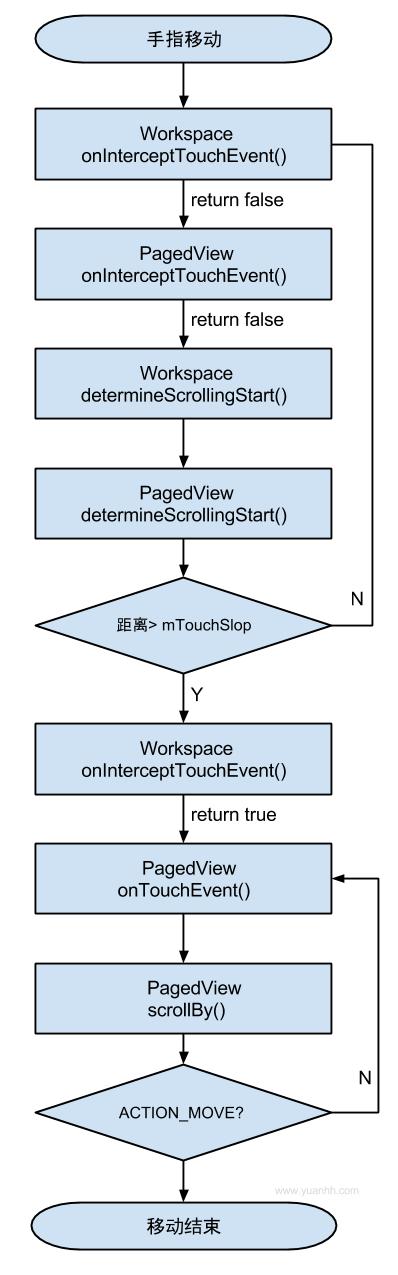 手指移动
Workspace
onInterceptTouchEvent()
return false
PagedView
onInterceptTouchEvent()
return false
Workspace
determineScrollingStart()
PagedView
determineScrollingStart()
N
距离> mTouchSlop
Y
Workspace
onInterceptTouchEvent()
return true
PagedView
onTouchEvent()
PagedView
scrollBy()
N
ACTION_MOVE?
www.yuanhh.com
移动结束